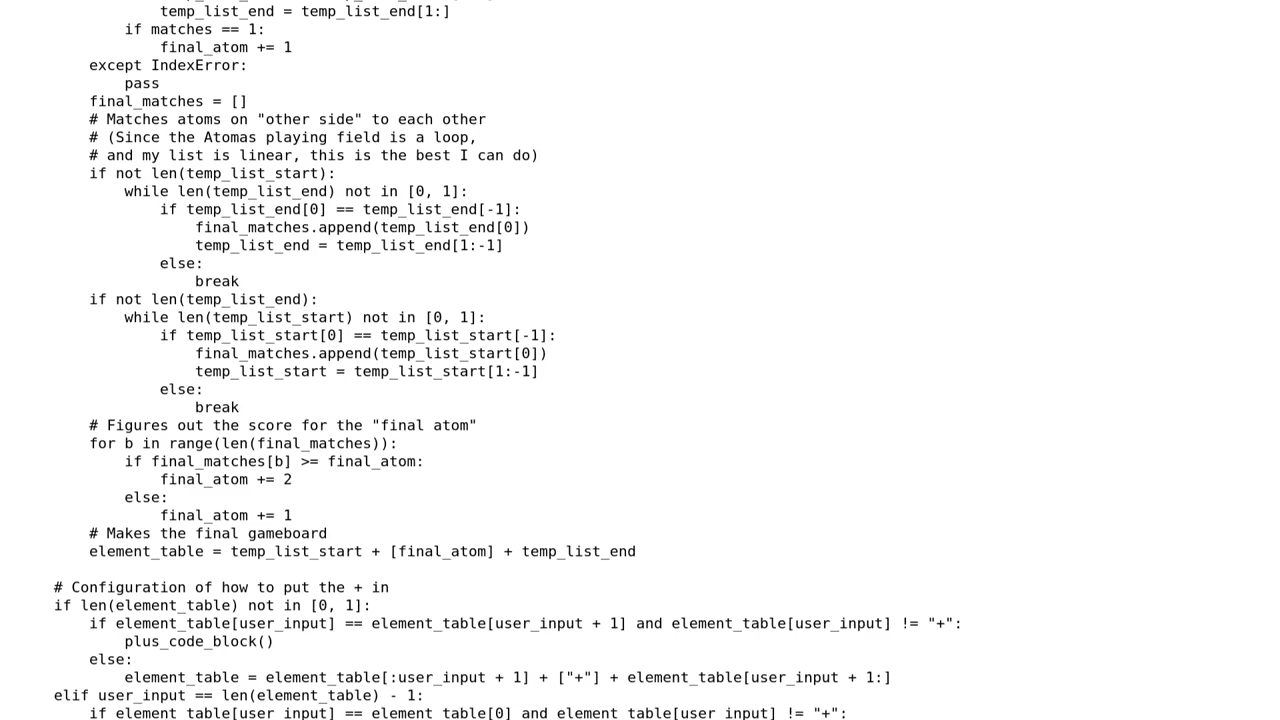 temp_list_end = temp_list_end[1:]
if matches == 1:
final_atom += 1
except IndexError:
pass
final_matches = []
# Matches atoms on "other side" to each other
# (Since the Atomas playing field is a loop,
# and my list is linear, this is the best I can do)
if not len(temp_list_start):
while len(temp_list_end) not in [0, 1]:
if temp_list_end[0] == temp_list_end[-1]:
final_matches.append(temp_list_end[0])
temp_list_end = temp_list_end[1:-1]
else:
break
if not len(temp_list_end):
while len(temp_list_start) not in [0, 1]:
if temp_list_start[0] == temp_list_start[-1]:
final_matches.append(temp_list_start[0])
temp_list_start = temp_list_start[1:-1]
else:
break
# Figures out the score for the "final atom"
for b in range(len(final_matches)):
if final_matches[b] >= final_atom:
final_atom += 2
else:
final_atom += 1
# Makes the final gameboard
element_table = temp_list_start + [final_atom] + temp_list_end
# Configuration of how to put the + in
if len(element_table) not in [0, 1]:
if element_table[user_input] == element_table[user_input + 1] and element_table[user_input] != "+":
plus_code_block()
else:
element_table = element_table[:user_input + 1] + ["+"] + element_table[user_input + 1:]
elif user_input == len(element_table) - 1:
if element_table[user_input] == element_table[0] and element_table[user_input] != "+":